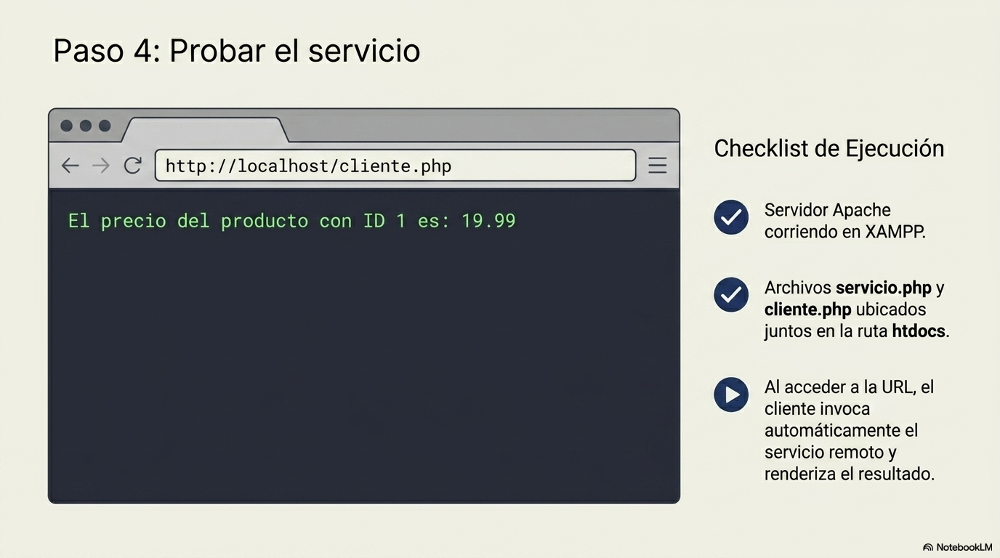 Paso 4: Probar el servicio
http://localhost/cliente.php
El precio del producto con ID 1 es: 19.99
Checklist de Ejecución
Servidor Apache
corriendo en XAMPP.
Archivos servicio.php y
cliente.php ubicados
juntos en la ruta htdocs.
Al acceder a la URL, el
cliente invoca
automáticamente el
servicio remoto y
renderiza el resultado.
NotebookLM